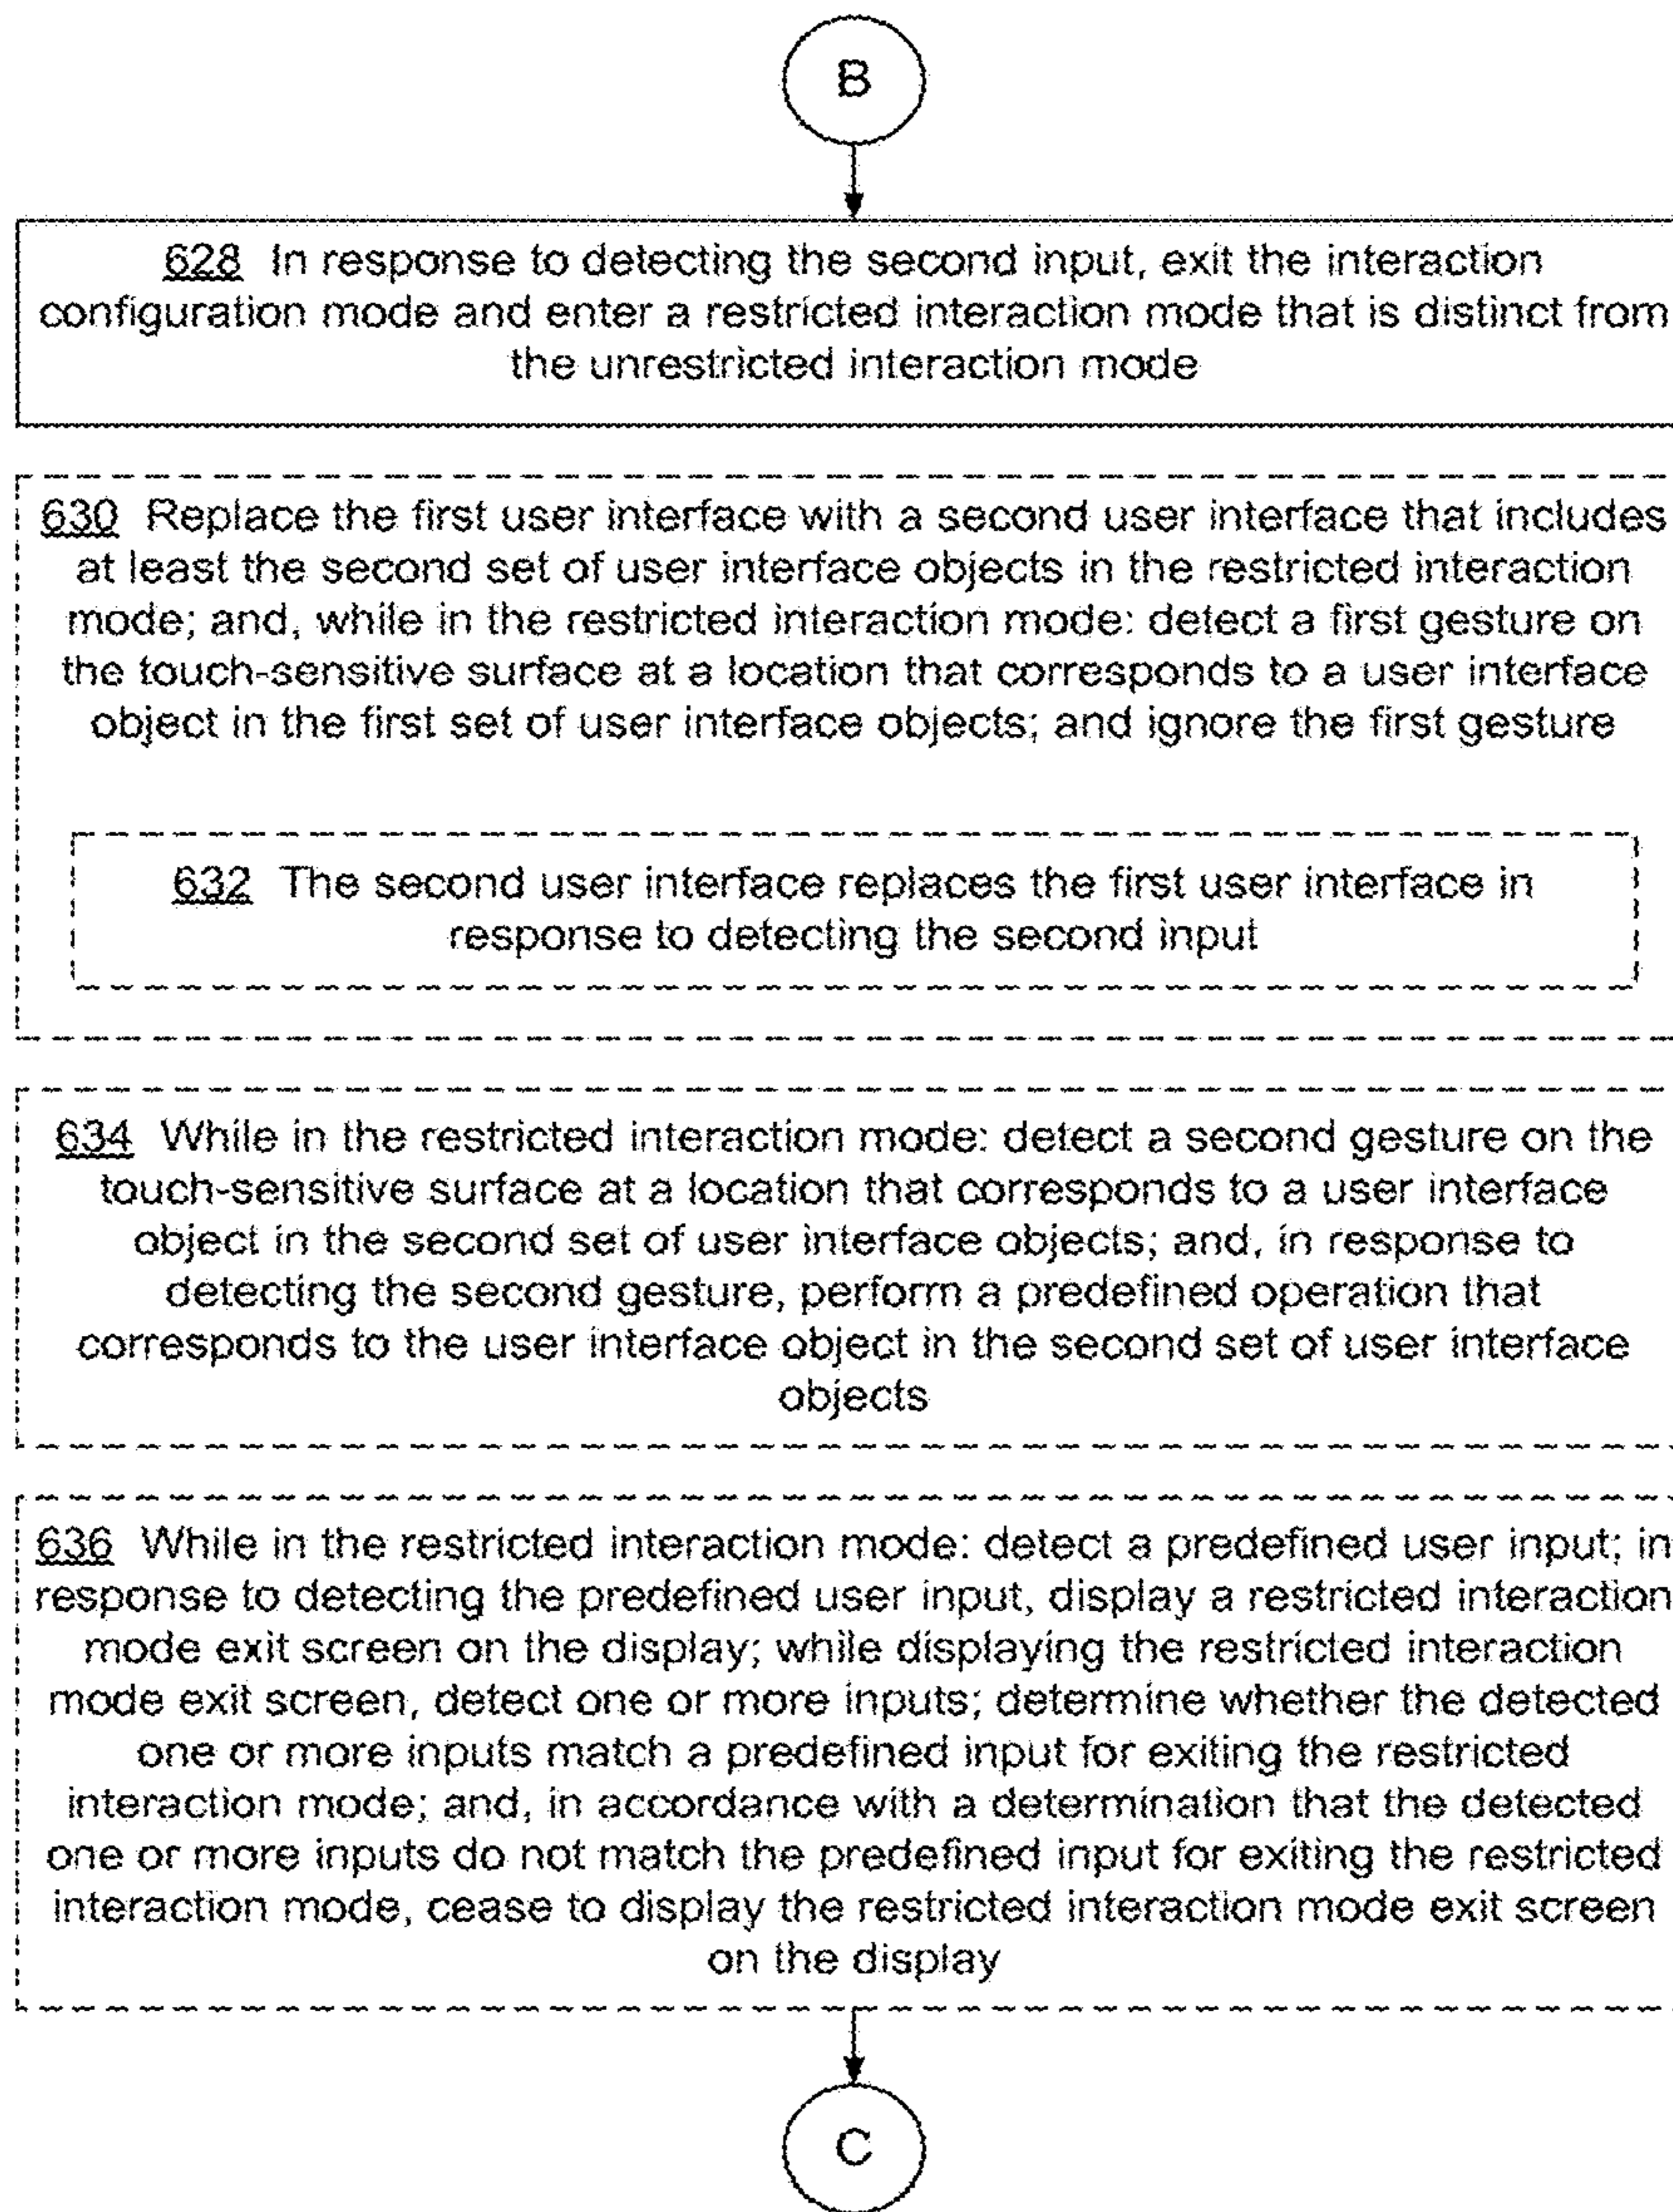 B
628 In response to detecting the second input, exit the interaction
configuration mode and enter a restricted interaction mode that is distinct from
the unrestricted interaction mode
630 Replace the first user interface with a second user interface that includes
at least the second set of user interface objects in the restricted interaction
mode; and, while in the restricted interaction mode: detect a first gesture on
the touch-sensitive surface at a location that corresponds to a user interface
object in the first set of user interface objects; and ignore the first gesture
632 The second user interface replaces the first user interface in
response to detecting the second input
634 While in the restricted interaction mode: detect a second gesture on the
touch-sensitive surface at a location that corresponds to a user interface
object in the second set of user interface objects; and, in response to
detecting the second gesture, perform a predefined operation that
corresponds to the user interface object in the second set of user interface
objects
636 While in the restricted interaction mode: detect a predefined user input; in
response to detecting the predefined user input, display a restricted interaction
mode exit screen on the display; while displaying the restricted interaction
mode exit screen, detect one or more inputs; determine whether the detected
one or more inputs match a predefined input for exiting the restricted
interaction mode; and, in accordance with a determination that the detected
one or more inputs do not match the predefined input for exiting the restricted
interaction mode, cease to display the restricted interaction mode exit screen
on the display
C